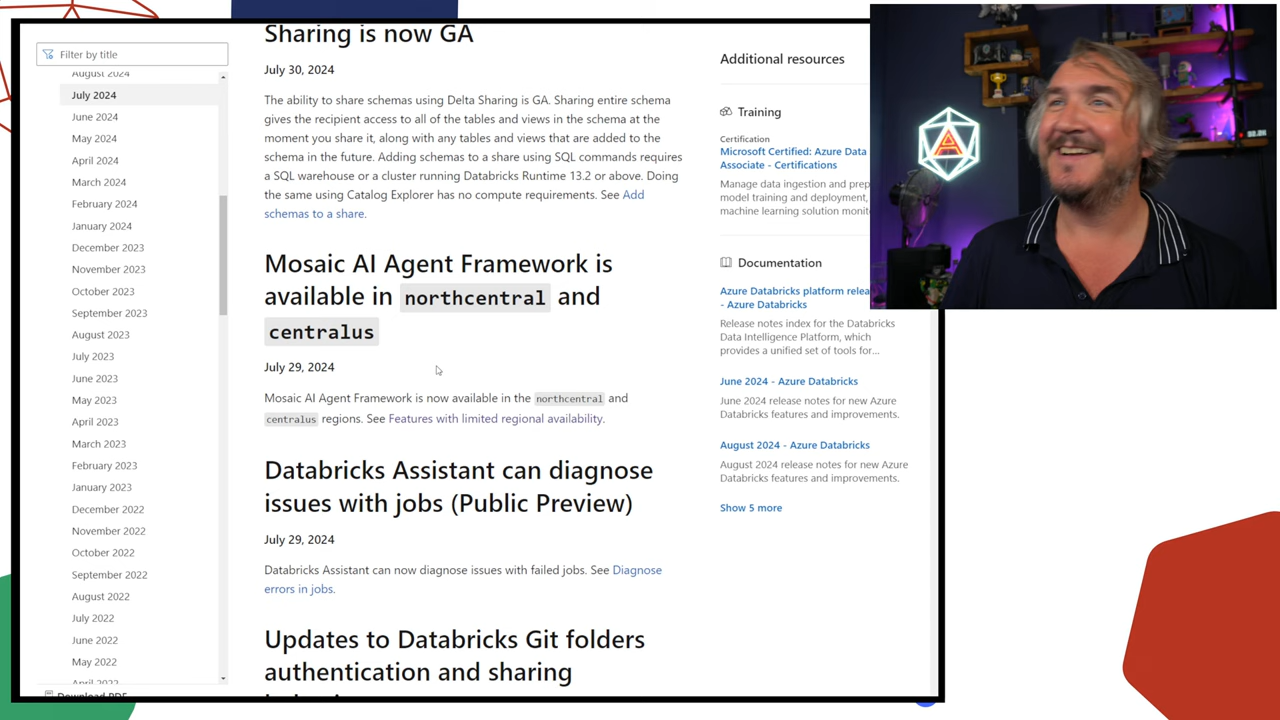 Filter by title
August 2024
July 2024
June 2024
May 2024
April 2024
March 2024
February 2024
January 2024
December 2023
November 2023
October 2023
September 2023
August 2023
July 2023
June 2023
May 2023
April 2023
March 2023
February 2023
January 2023
December 2022
November 2022
October 2022
September 2022
August 2022
July 2022
June 2022
May 2022
April 2022
Download PDF
Sharing is now GA
July 30, 2024
The ability to share schemas using Delta Sharing is GA. Sharing entire schema
gives the recipient access to all of the tables and views in the schema at the
moment you share it, along with any tables and views that are added to the
schema in the future. Adding schemas to a share using SQL commands requires
a SQL warehouse or a cluster running Databricks Runtime 13.2 or above. Doing
the same using Catalog Explorer has no compute requirements. See Add
schemas to a share.
Mosaic AI Agent Framework is
available in northcentral and
centralus
July 29, 2024
Mosaic AI Agent Framework is now available in the northcentral and
centralus regions. See Features with limited regional availability.
Databricks Assistant can diagnose
issues with jobs (Public Preview)
July 29, 2024
Databricks Assistant can now diagnose issues with failed jobs. See Diagnose
errors in jobs.
Updates to Databricks Git folders
authentication and sharing
Additional resources
Training
Certification
Microsoft Certified: Azure Data
Associate - Certifications
Manage data ingestion and prep
model training and deployment,
machine learning solution monit
Documentation
Azure Databricks platform relea
- Azure Databricks
Release notes index for the Databricks
Data Intelligence Platform, which
provides a unified set of tools for...
June 2024 - Azure Databricks
June 2024 release notes for new Azure
Databricks features and improvements.
August 2024 - Azure Databricks
August 2024 release notes for new Azure
Databricks features and improvements.
Show 5 more